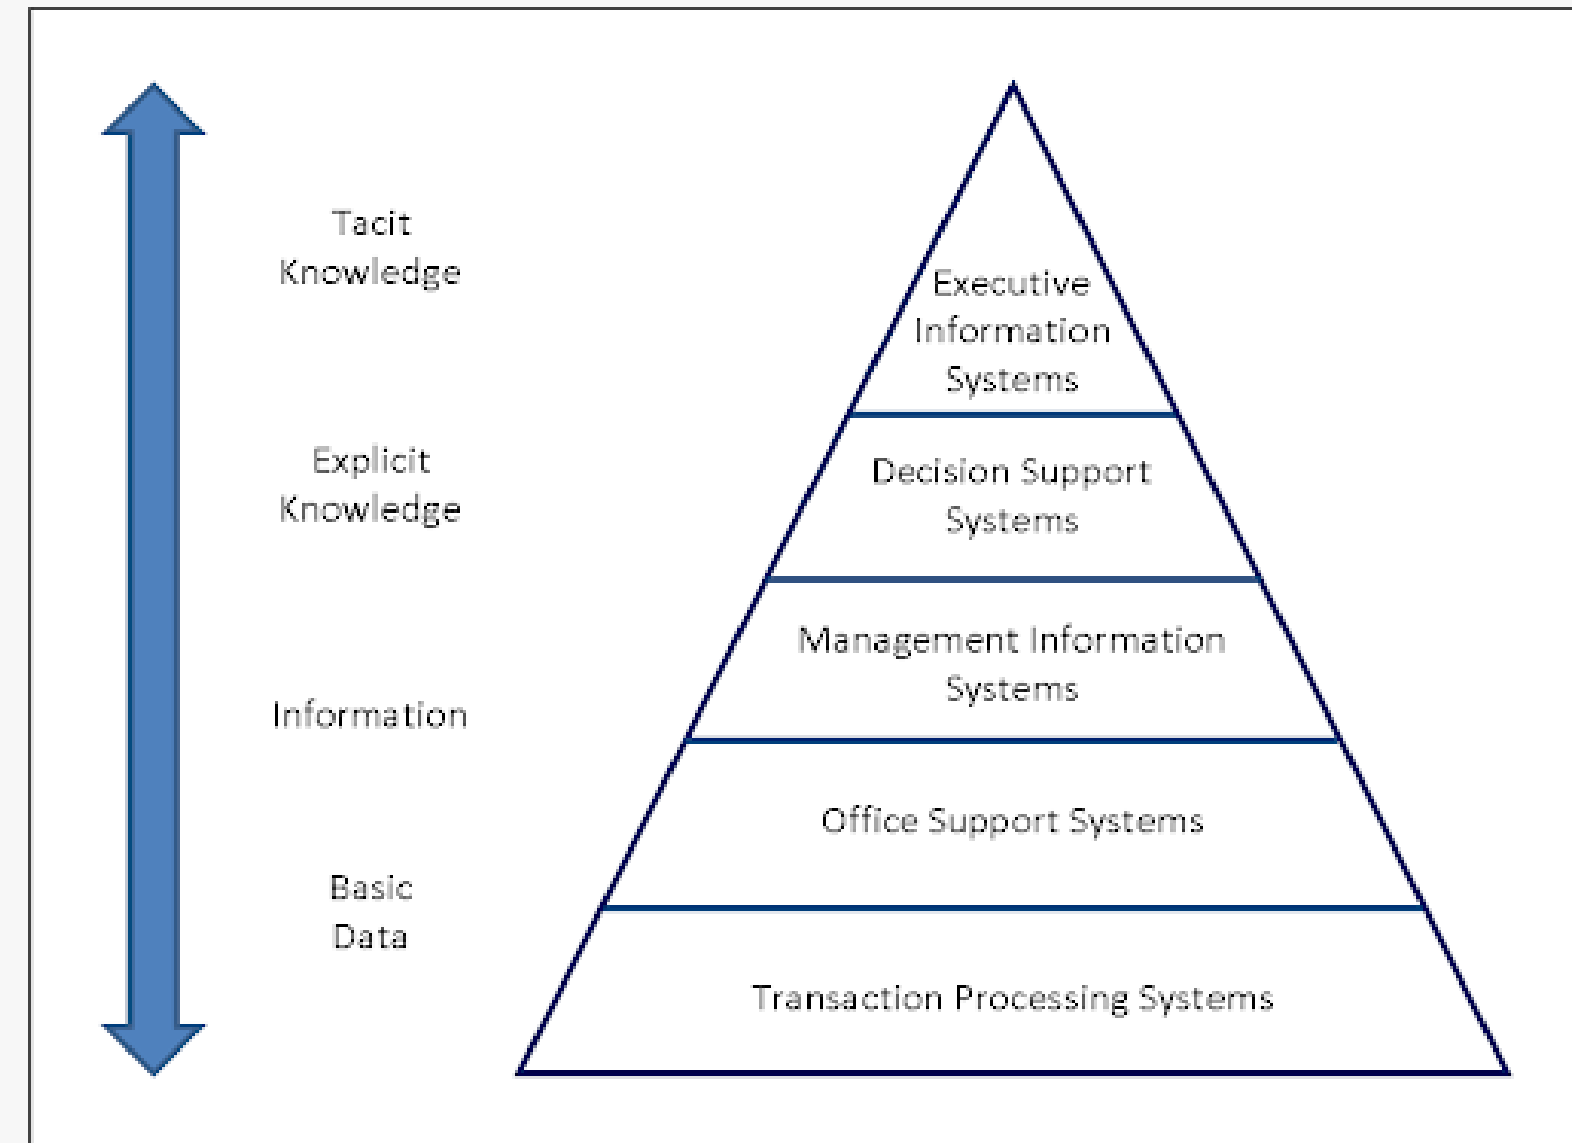 Tacit
Knowledge
Explicit
Knowledge
Information
Basic
Data
Executive
Information
Systems
Decision Support
Systems
Management Information
Systems
Office Support Systems
Transaction Processing Systems